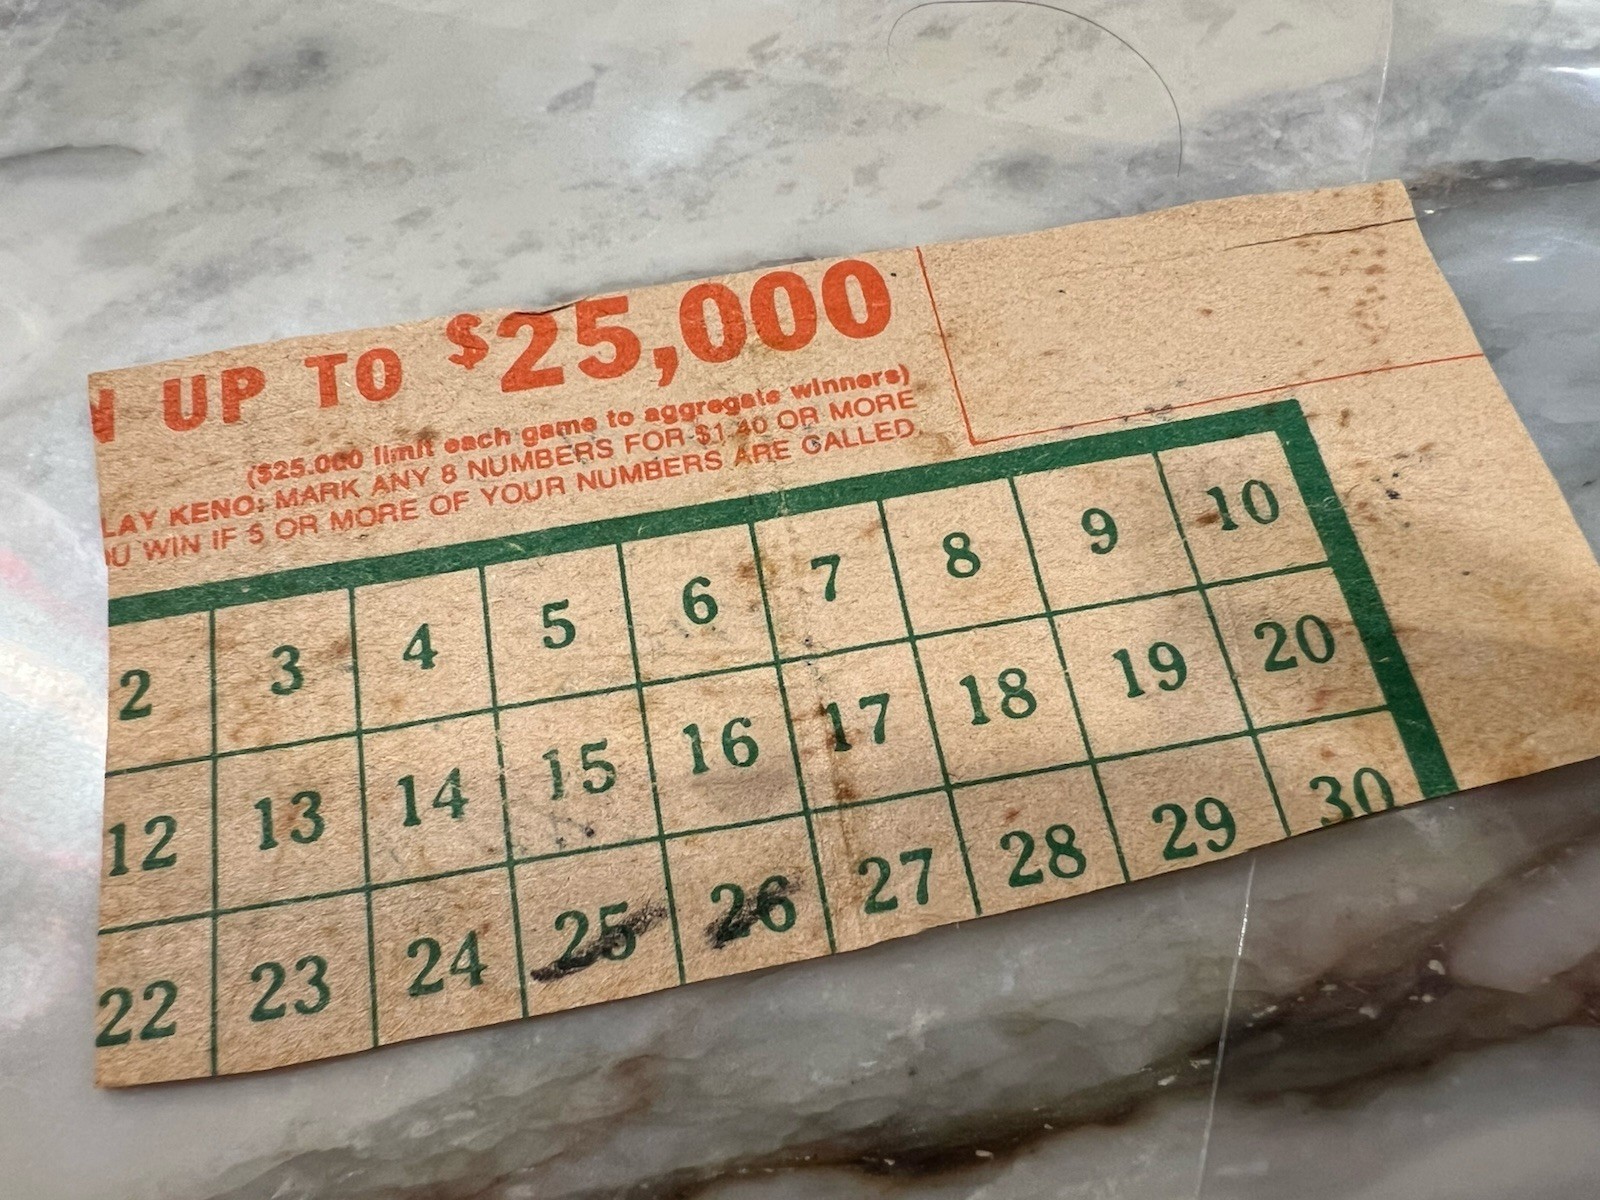 N UP TO $25,000
($25.000 limit each game to aggregate winners)
LAY KENO: MARK ANY 8 NUMBERS FOR $1.40 OR MORE
OU WIN IF 5 OR MORE OF YOUR NUMBERS ARE CALLED.
2 3 4 5 6 7 8 9 10
12 13 14 15 16 17 18 19 20
22 23 24 25 26 27 28 29 30